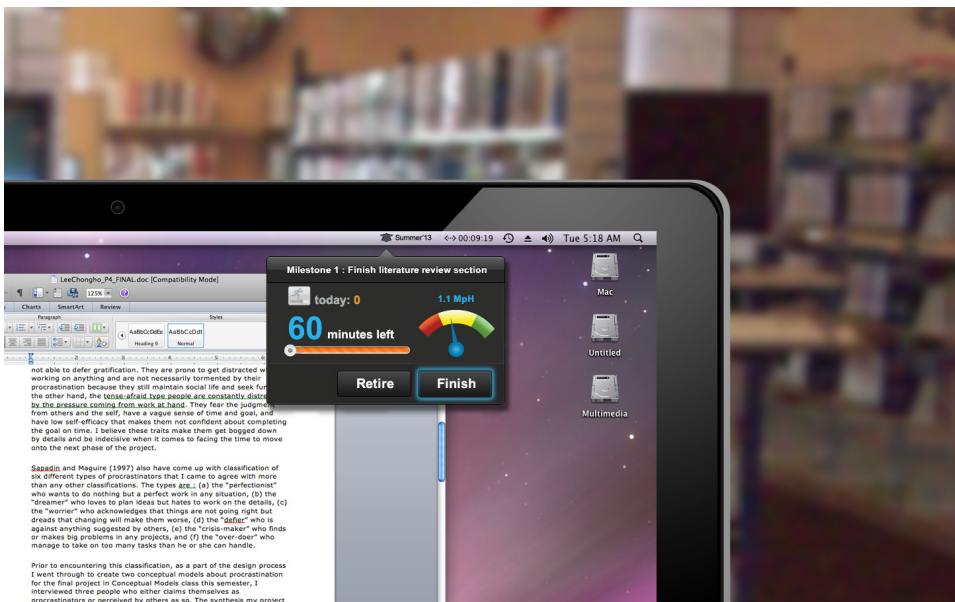 Summer'13 <·> 00:09:19 Tue 5:18 AM
LeeChongho_P4_FINAL.doc [Compatibility Mode]
Milestone 1 : Finish literature review section
125%
Charts SmartArt Review
today: 0
1.1 MpH
Mac
Paragraph
Styles
60 minutes left
AaBbCcDdEe AaBbCcDdI
Heading 9 Normal
Untitled
Retire Finish
Multimedia
not able to defer gratification. They are prone to get distracted
working on anything and are not necessarily tormented by their
procrastination because they still maintain social life and seek
the other hand, the tense-afraid type people are constantly
by the pressure coming from work at hand. They fear the judgment
from others and the self, have a vague sense of time and goal, and
have low self-efficacy that makes them not confident about completing
the goal on time. I believe these traits make them get bogged down
by details and be indecisive when it comes to facing the time to move
onto the next phase of the project.
Sapadin and Maguire (1997) also have come up with classification of
six different types of procrastinators that I came to agree with more
than any other classifications. The types are : (a) the "perfectionist"
who wants to do nothing but a perfect work in any situation, (b) the
"dreamer" who loves to plan ideas but hates to work on the details, (c)
the "worrier" who acknowledges that things are not going right but
dreads that changing will make them worse, (d) the "defier" who is
against anything suggested by others, (e) the "crisis-maker" who finds
or makes big problems in any projects, and (f) the "over-doer" who
manage to take on too many tasks than he or she can handle.
Prior to encountering this classification, as a part of the design process
I went through to create two conceptual models about procrastination
for the final project in Conceptual Models class this semester, I
interviewed three people who either claims themselves as
procrastinators or perceived by others as so. The synthesis my project